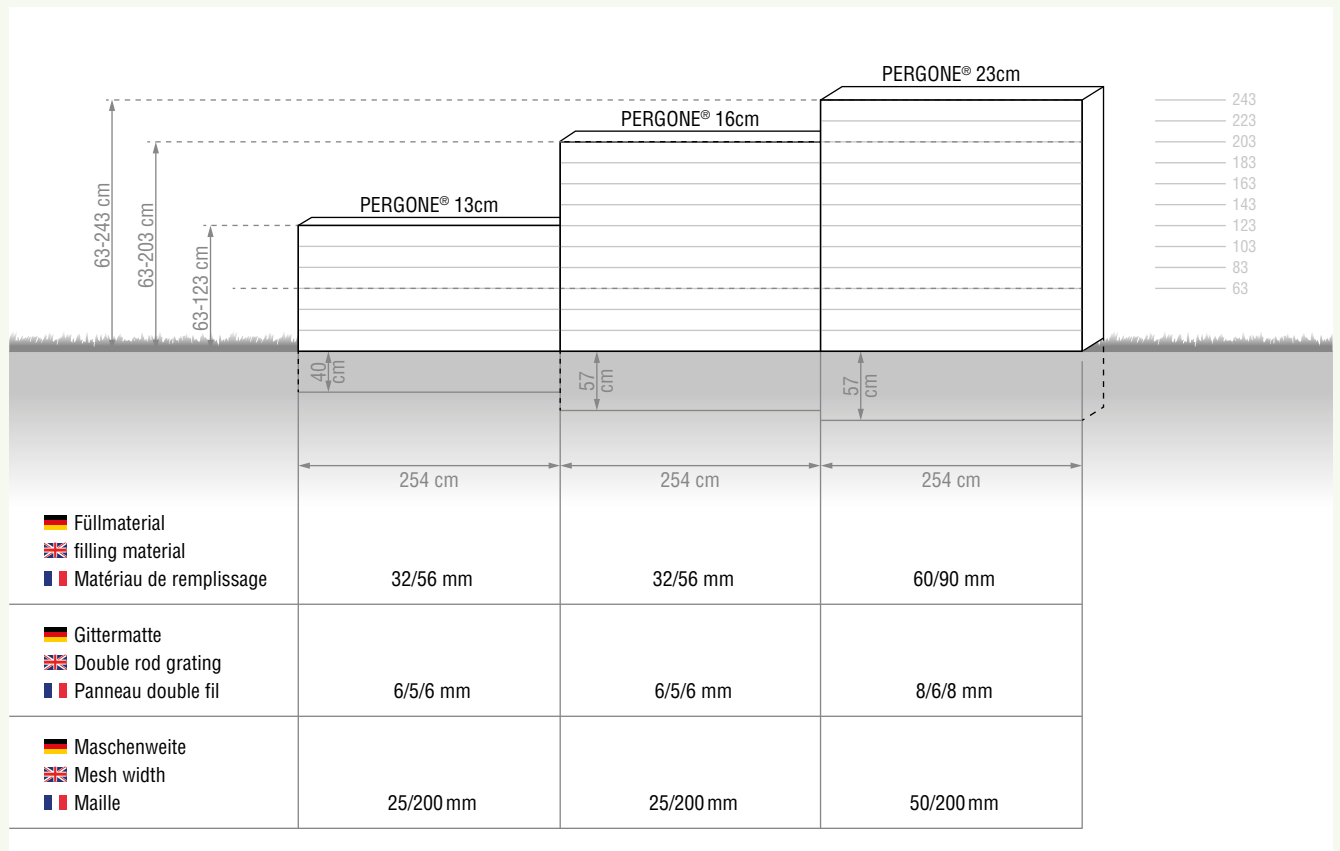 PERGONE® 23cm
PERGONE® 16cm
PERGONE® 13cm
63-243 cm
63-203 cm
63-123 cm
243
223
203
183
163
143
123
103
83
63
40
cm
57
cm
57
cm
254 cm
254 cm
254 cm
Füllmaterial
filling material
Matériau de remplissage
32/56 mm
32/56 mm
60/90 mm
Gittermatte
Double rod grating
Panneau double fil
6/5/6 mm
6/5/6 mm
8/6/8 mm
Maschenweite
Mesh width
Maille
25/200 mm
25/200 mm
50/200 mm